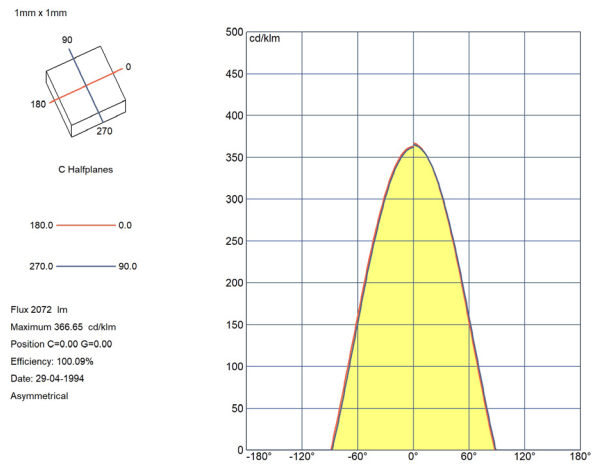 1mm x 1mm
90
0
180
270
C Halfplanes
180.0 0.0
270.0 90.0
Flux 2072 lm
Maximum 366.65 cd/klm
Position C=0.00 G=0.00
Efficiency: 100.09%
Date: 29-04-1994
Asymmetrical
500
cd/klm
450
400
350
300
250
200
150
100
50
0
-180° -120° -60° 0° 60° 120° 180°